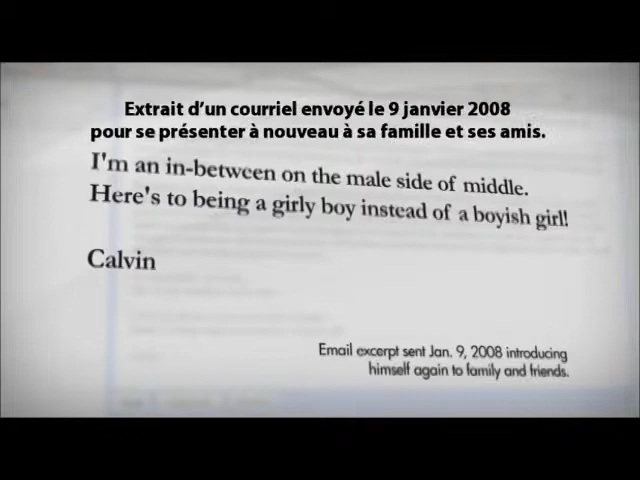 Extrait d'un courriel envoyé le 9 janvier 2008
pour se présenter à nouveau à sa famille et ses amis.
I'm an in-between on the male side of middle.
Here's to being a girly boy instead of a boyish girl!
Calvin
Email excerpt sent Jan. 9, 2008 introducing
himself again to family and friends.